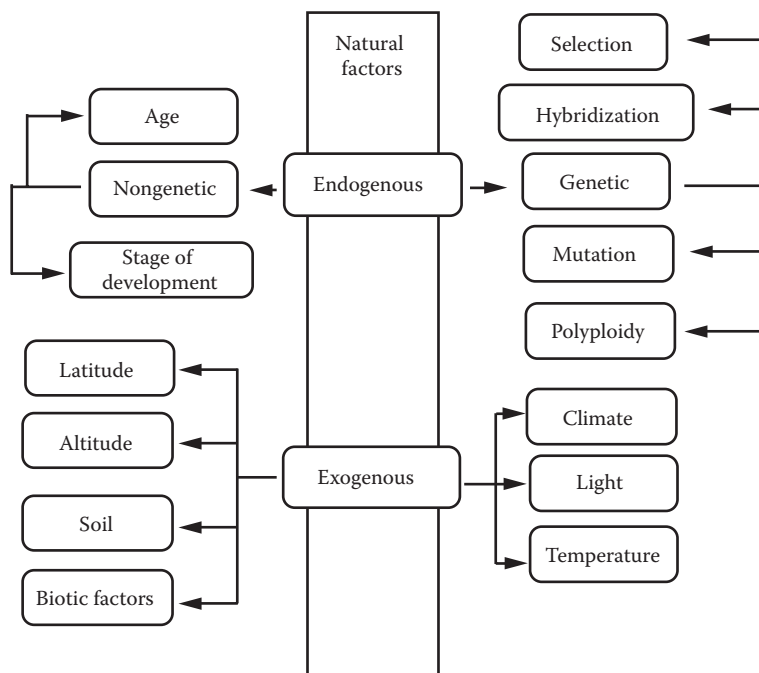 Natural
factors
Selection
Hybridization
Age
Nongenetic
Endogenous
Genetic
Stage of
development
Mutation
Polyploidy
Latitude
Altitude
Climate
Exogenous
Light
Soil
Temperature
Biotic factors